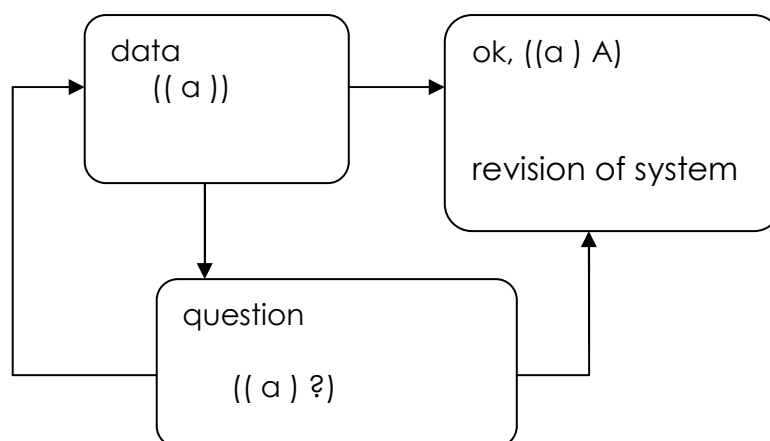 data
(( a ))
ok, ((a ) A)
revision of system
question
(( a ) ?)